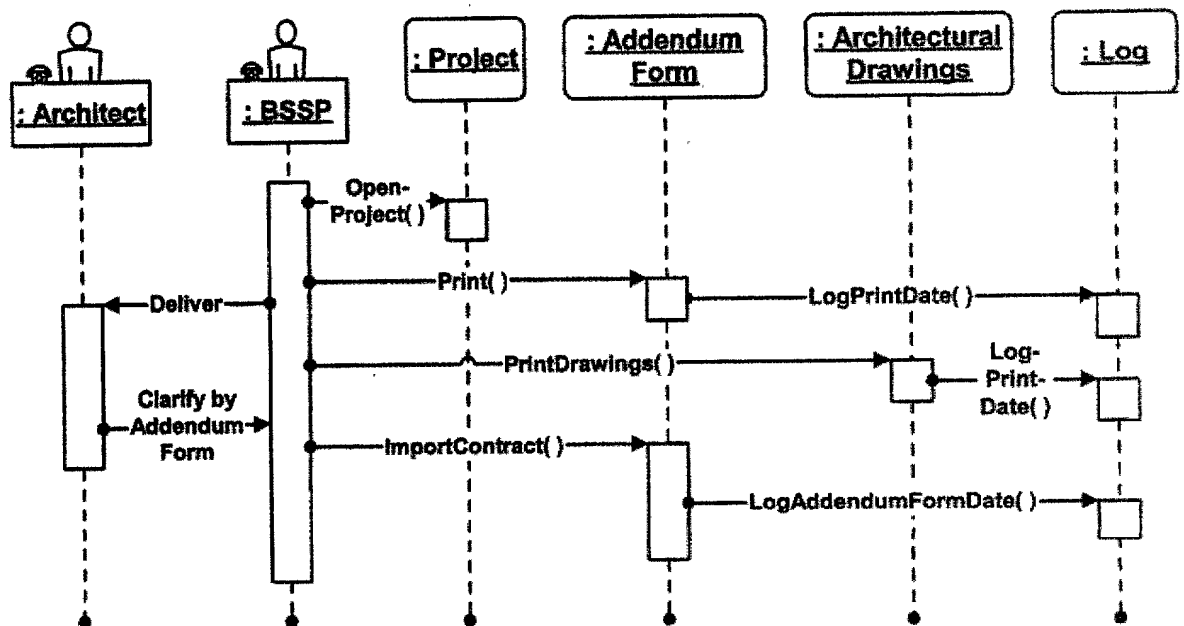 : Architect
: BSSP
: Project
: Addendum
Form
: Architectural
Drawings
: Log
Open-
Project( )
Print( )
Deliver
LogPrintDate( )
PrintDrawings( )
Log-
Print-
Date( )
Clarify by
Addendum
Form
ImportContract( )
LogAddendumFormDate( )